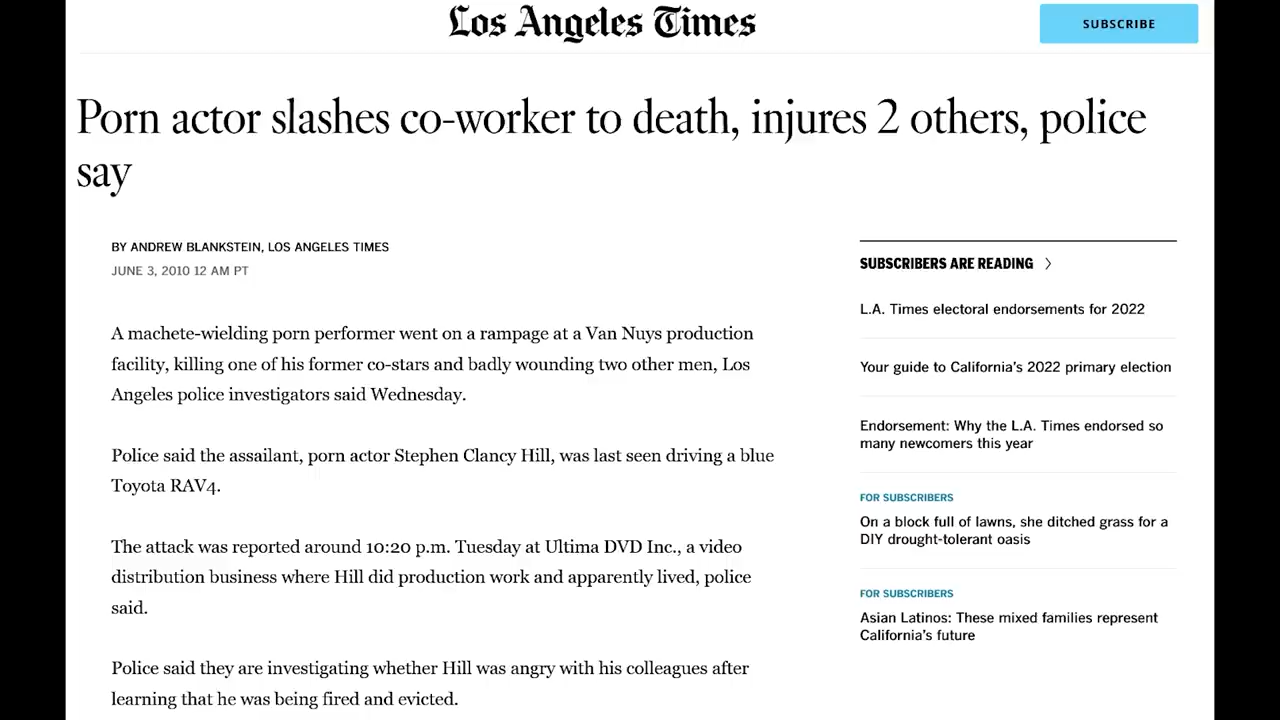 Los Angeles Times
SUBSCRIBE
Porn actor slashes co-worker to death, injures 2 others, police
say
BY ANDREW BLANKSTEIN, LOS ANGELES TIMES
JUNE 3, 2010 12 AM PT
A machete-wielding porn performer went on a rampage at a Van Nuys production
facility, killing one of his former co-stars and badly wounding two other men, Los
Angeles police investigators said Wednesday.
Police said the assailant, porn actor Stephen Clancy Hill, was last seen driving a blue
Toyota RAV4.
The attack was reported around 10:20 p.m. Tuesday at Ultima DVD Inc., a video
distribution business where Hill did production work and apparently lived, police
said.
Police said they are investigating whether Hill was angry with his colleagues after
learning that he was being fired and evicted.
SUBSCRIBERS ARE READING >
L.A. Times electoral endorsements for 2022
Your guide to California's 2022 primary election
Endorsement: Why the L.A. Times endorsed so
many newcomers this year
FOR SUBSCRIBERS
On a block full of lawns, she ditched grass for a
DIY drought-tolerant oasis
FOR SUBSCRIBERS
Asian Latinos: These mixed families represent
California's future